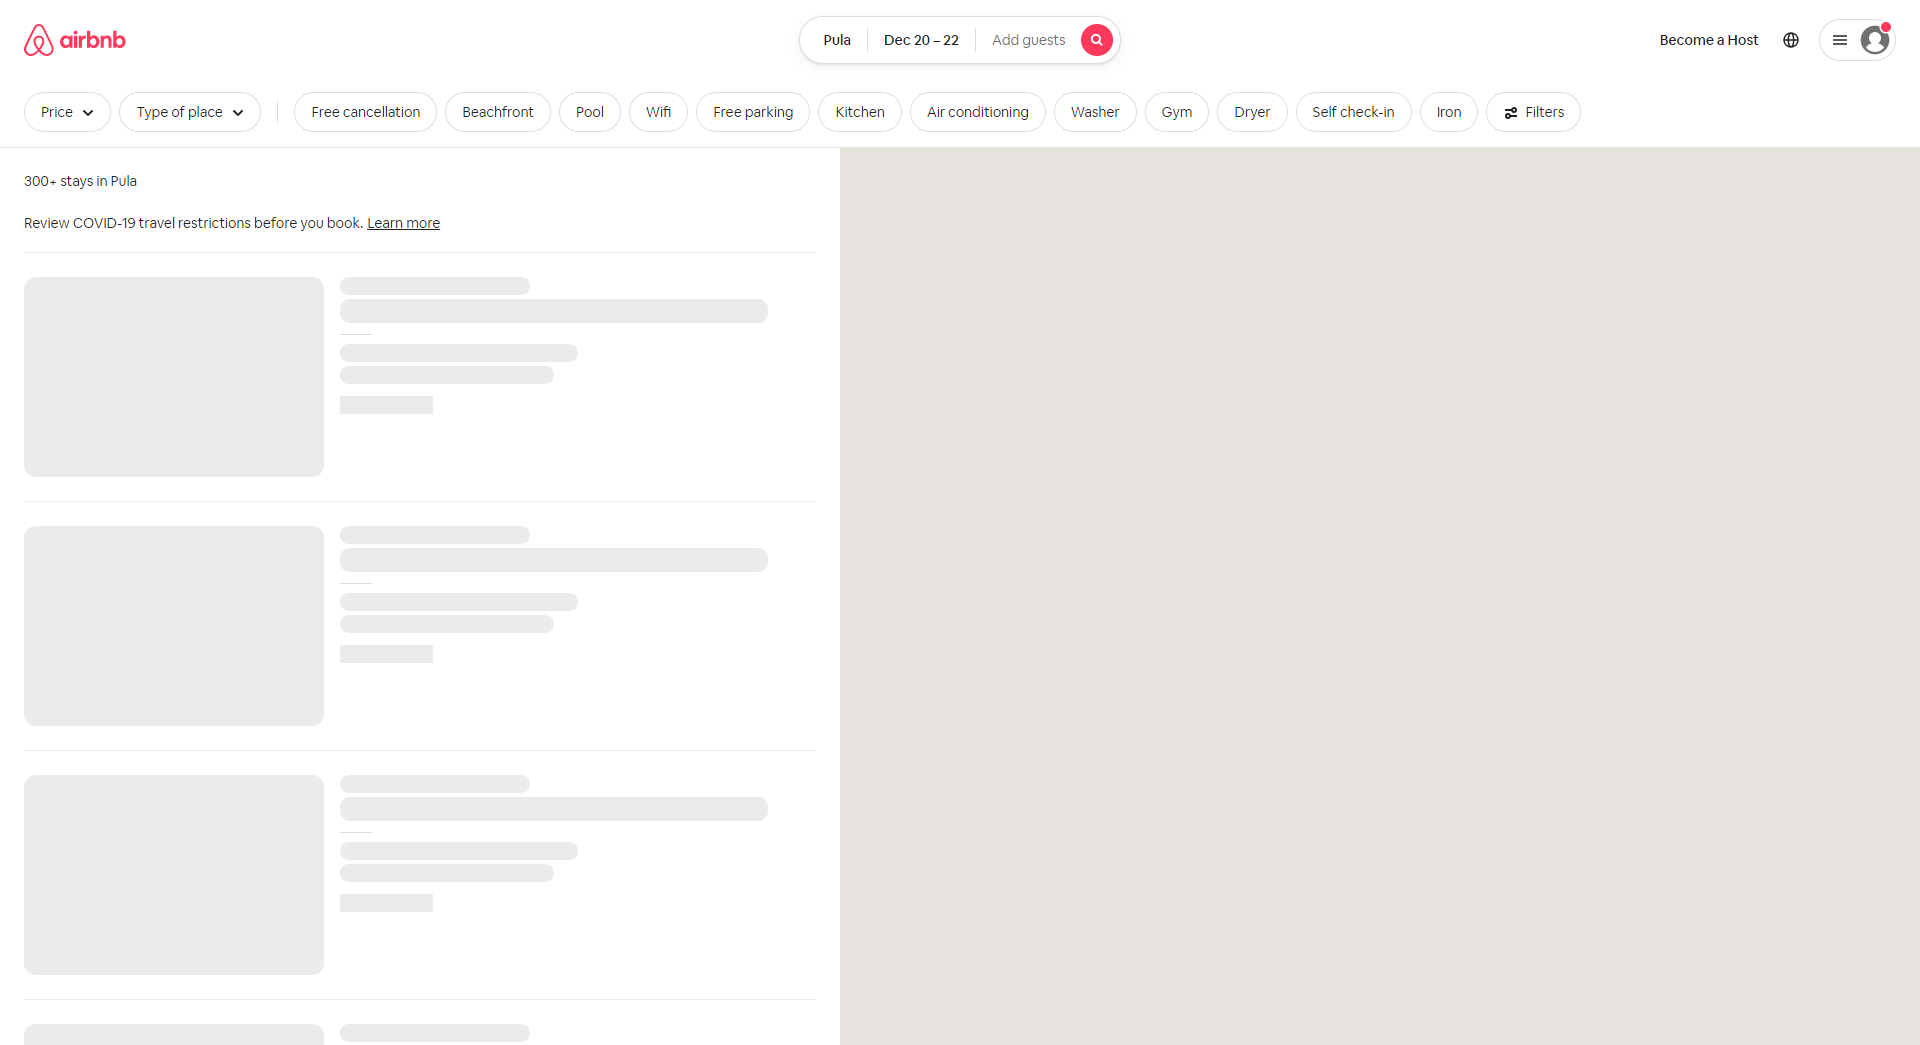 airbnb
Pula Dec 20 – 22 Add guests
Become a Host
Price Type of place Free cancellation Beachfront Pool Wifi Free parking Kitchen Air conditioning Washer Gym Dryer Self check-in Iron Filters
300+ stays in Pula
Review COVID-19 travel restrictions before you book. Learn more